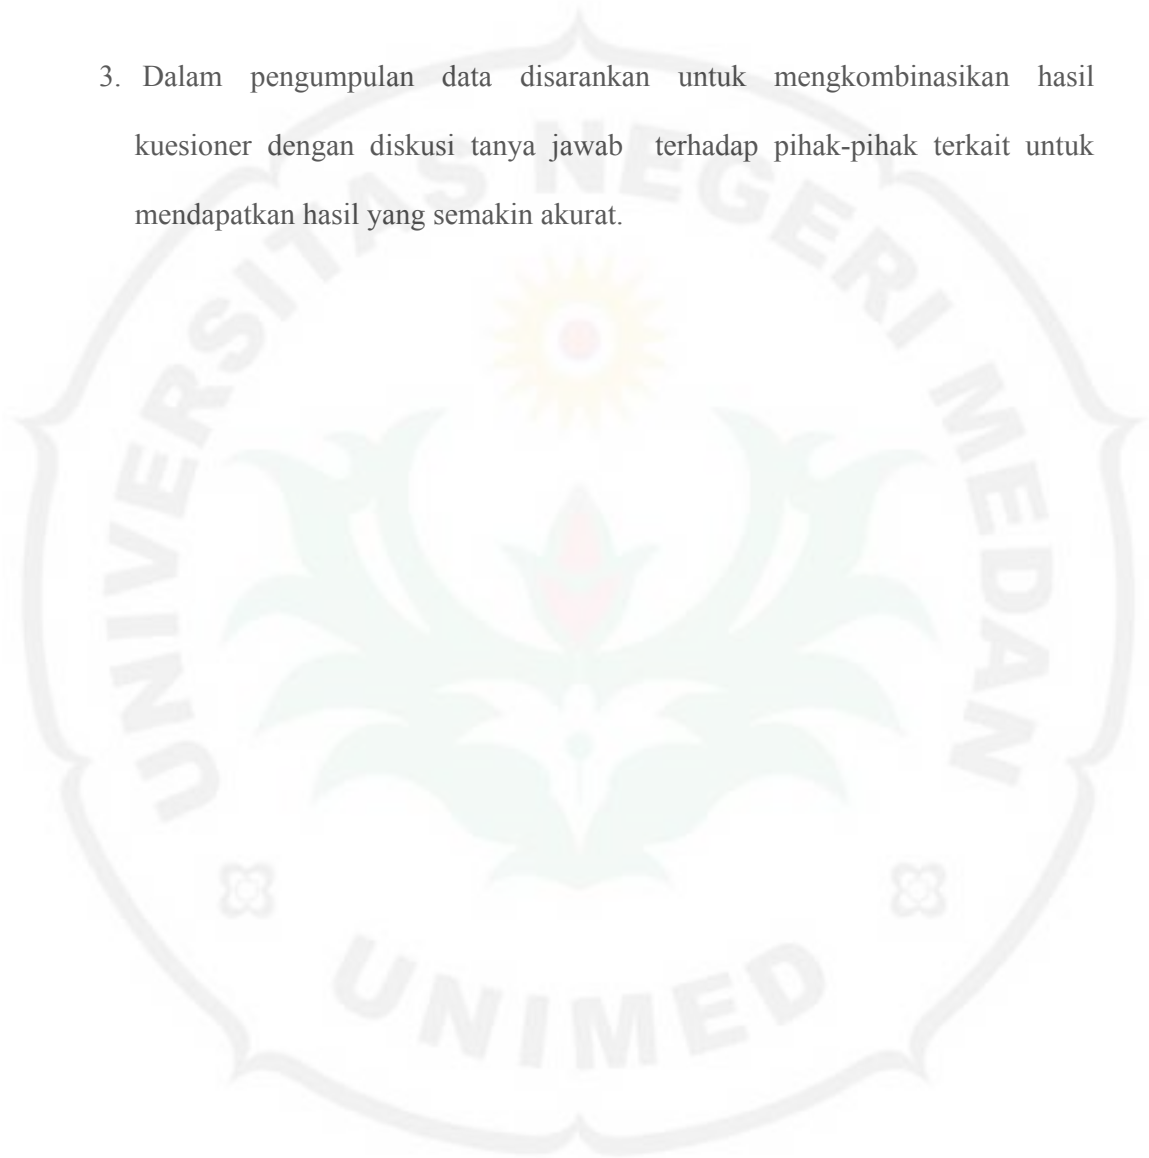 3. Dalam pengumpulan data disarankan untuk mengkombinasikan hasil
kuesioner dengan diskusi tanya jawab terhadap pihak-pihak terkait untuk
mendapatkan hasil yang semakin akurat.
UNIVERSITAS NEGERI MEDAN
UNIMED